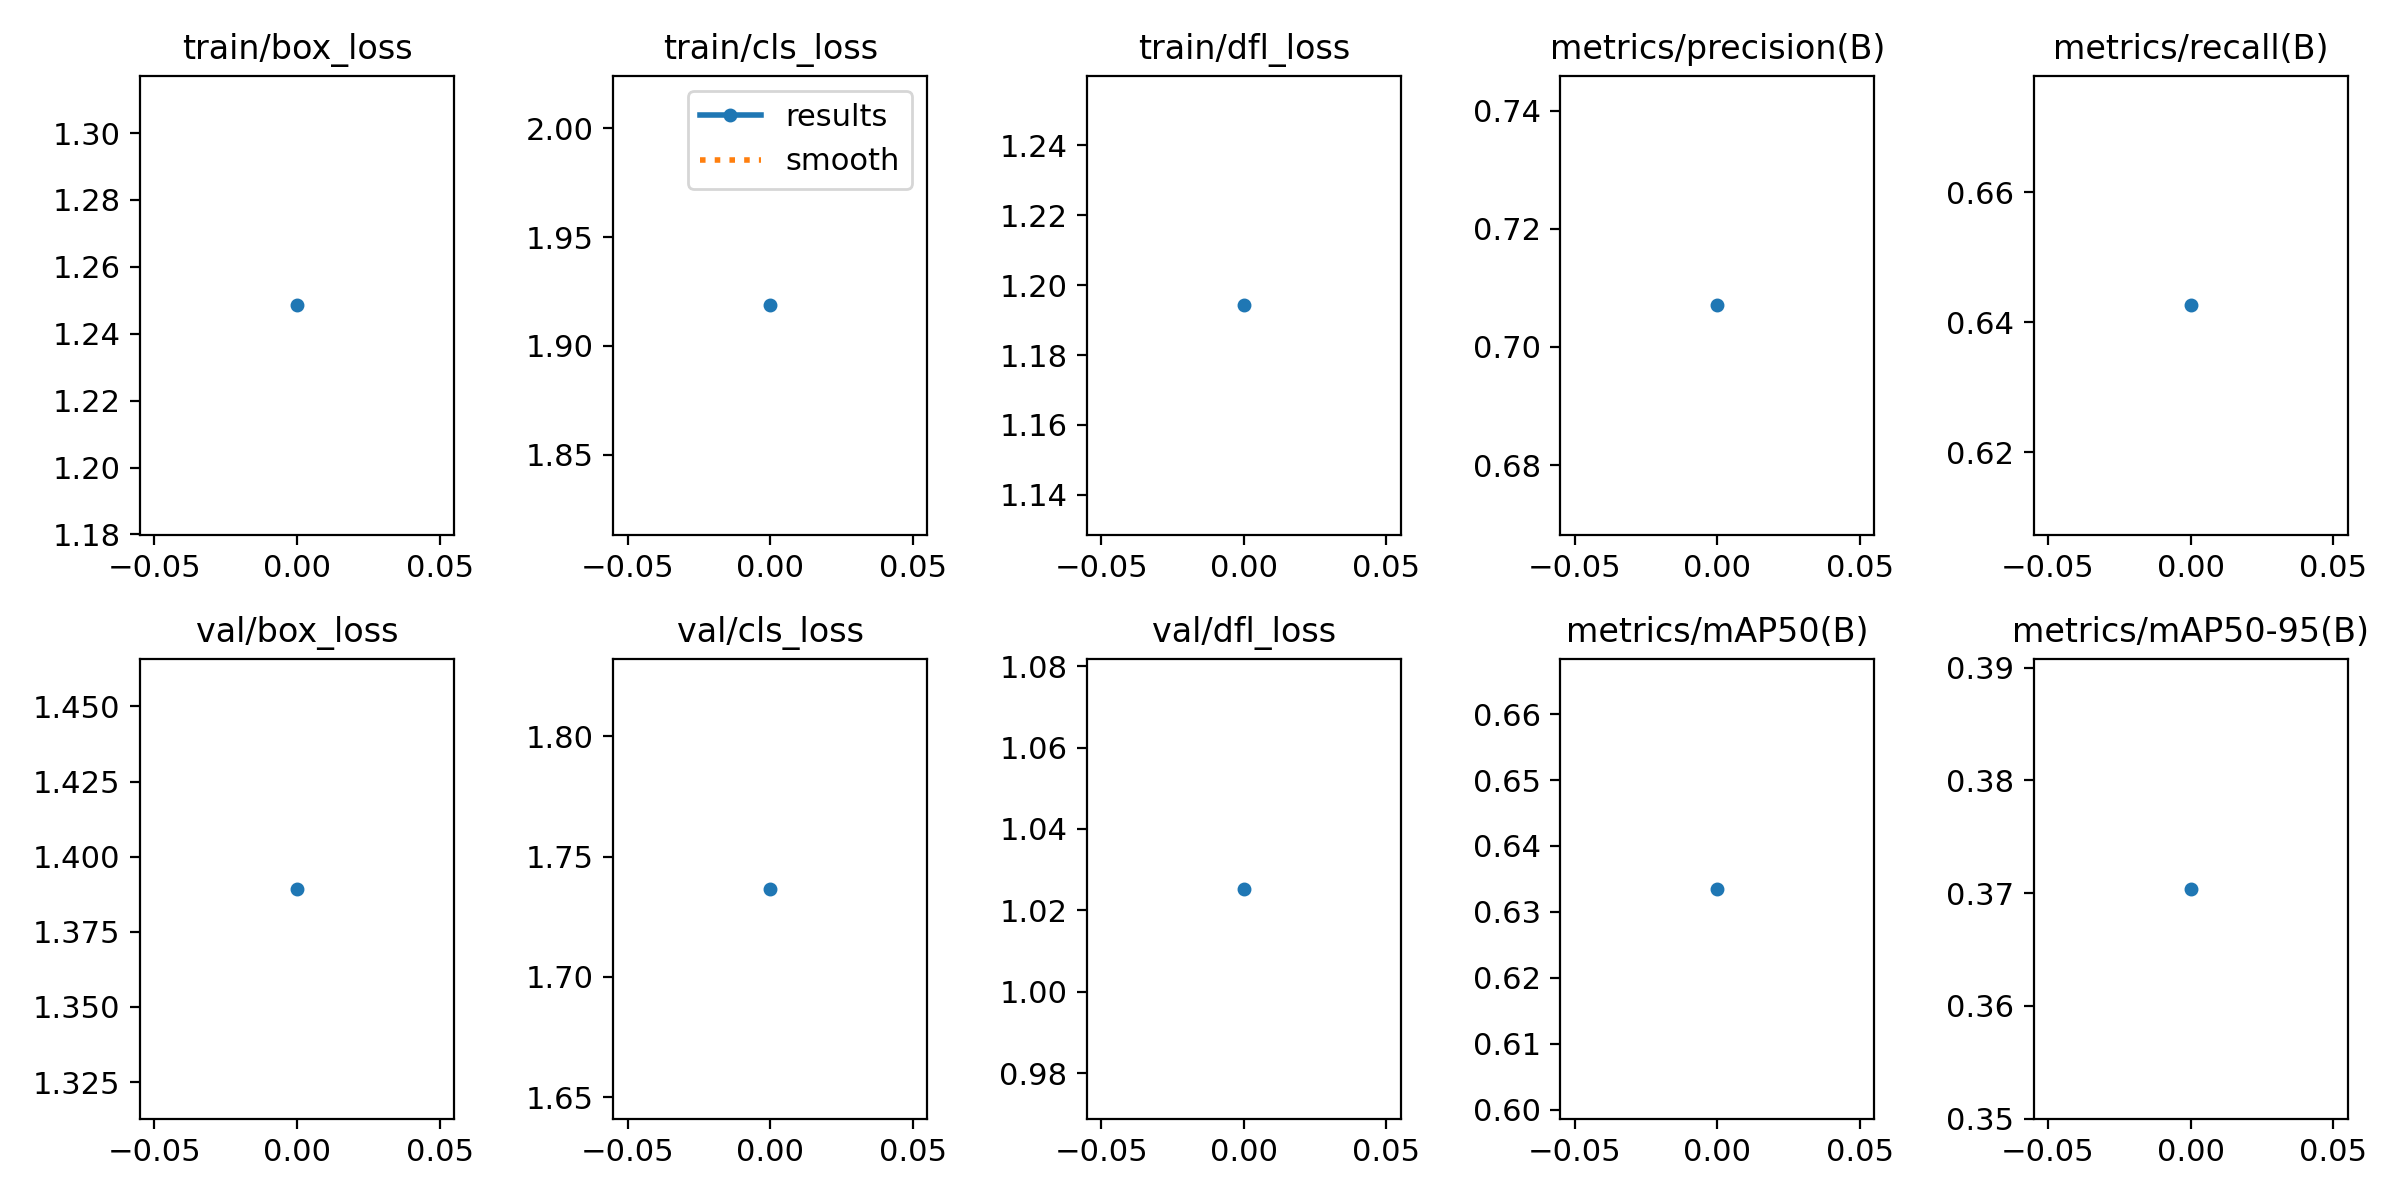 train/box_loss
1.30
1.28
1.26
1.24
1.22
1.20
1.18
−0.05 0.00 0.05
train/cls_loss
results
smooth
2.00
1.95
1.90
1.85
−0.05 0.00 0.05
train/dfl_loss
1.24
1.22
1.20
1.18
1.16
1.14
−0.05 0.00 0.05
metrics/precision(B)
0.74
0.72
0.70
0.68
−0.05 0.00 0.05
metrics/recall(B)
0.66
0.64
0.62
−0.05 0.00 0.05
val/box_loss
1.450
1.425
1.400
1.375
1.350
1.325
−0.05 0.00 0.05
val/cls_loss
1.80
1.75
1.70
1.65
−0.05 0.00 0.05
val/dfl_loss
1.08
1.06
1.04
1.02
1.00
0.98
−0.05 0.00 0.05
metrics/mAP50(B)
0.66
0.65
0.64
0.63
0.62
0.61
0.60
−0.05 0.00 0.05
metrics/mAP50-95(B)
0.39
0.38
0.37
0.36
0.35
−0.05 0.00 0.05